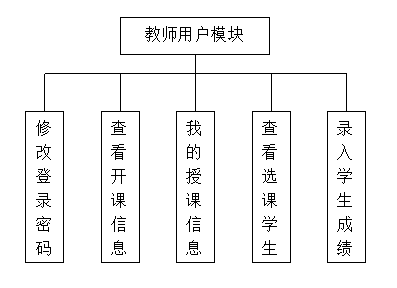 教师用户模块
修改登录密码
查看开课信息
我的授课信息
查看选课学生
录入学生成绩